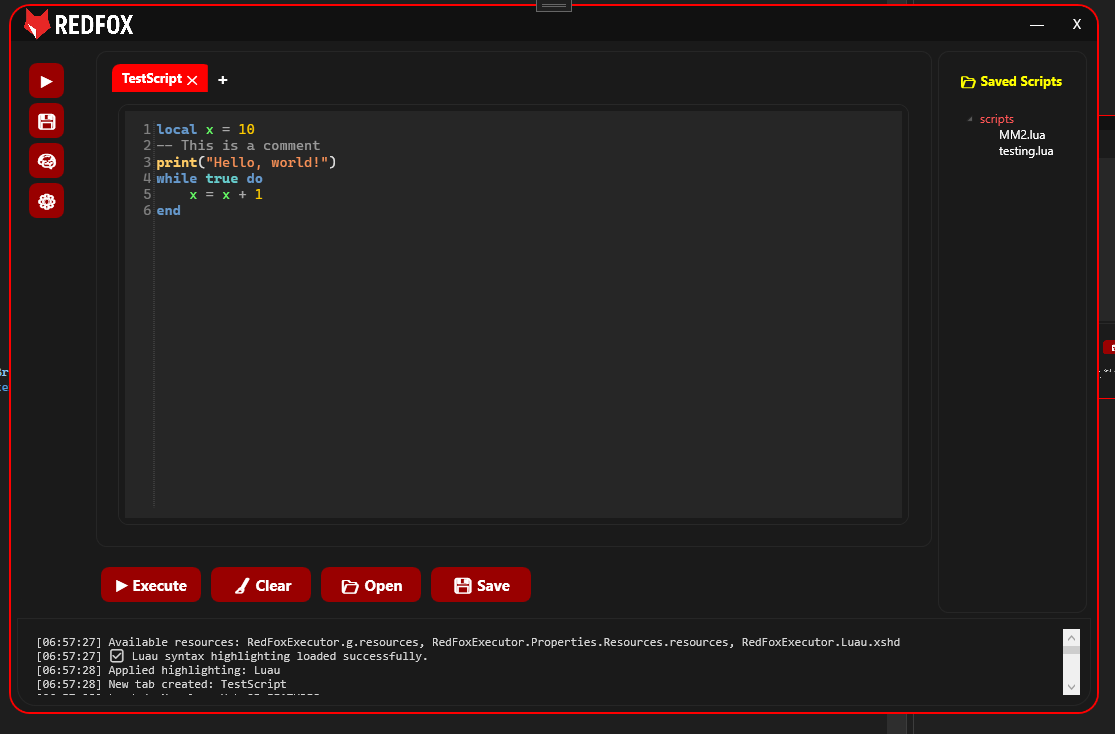 REDFOX
— X
TestScript × +
Saved Scripts
scripts
MM2.lua
testing.lua
1 local x = 10
2 -- This is a comment
3 print("Hello, world!")
4 while true do
5     x = x + 1
6 end
Execute
Clear
Open
Save
[06:57:27] Available resources: RedFoxExecutor.g.resources, RedFoxExecutor.Properties.Resources.resources, RedFoxExecutor.Luau.xshd
[06:57:27] ☑ Luau syntax highlighting loaded successfully.
[06:57:28] Applied highlighting: Luau
[06:57:28] New tab created: TestScript